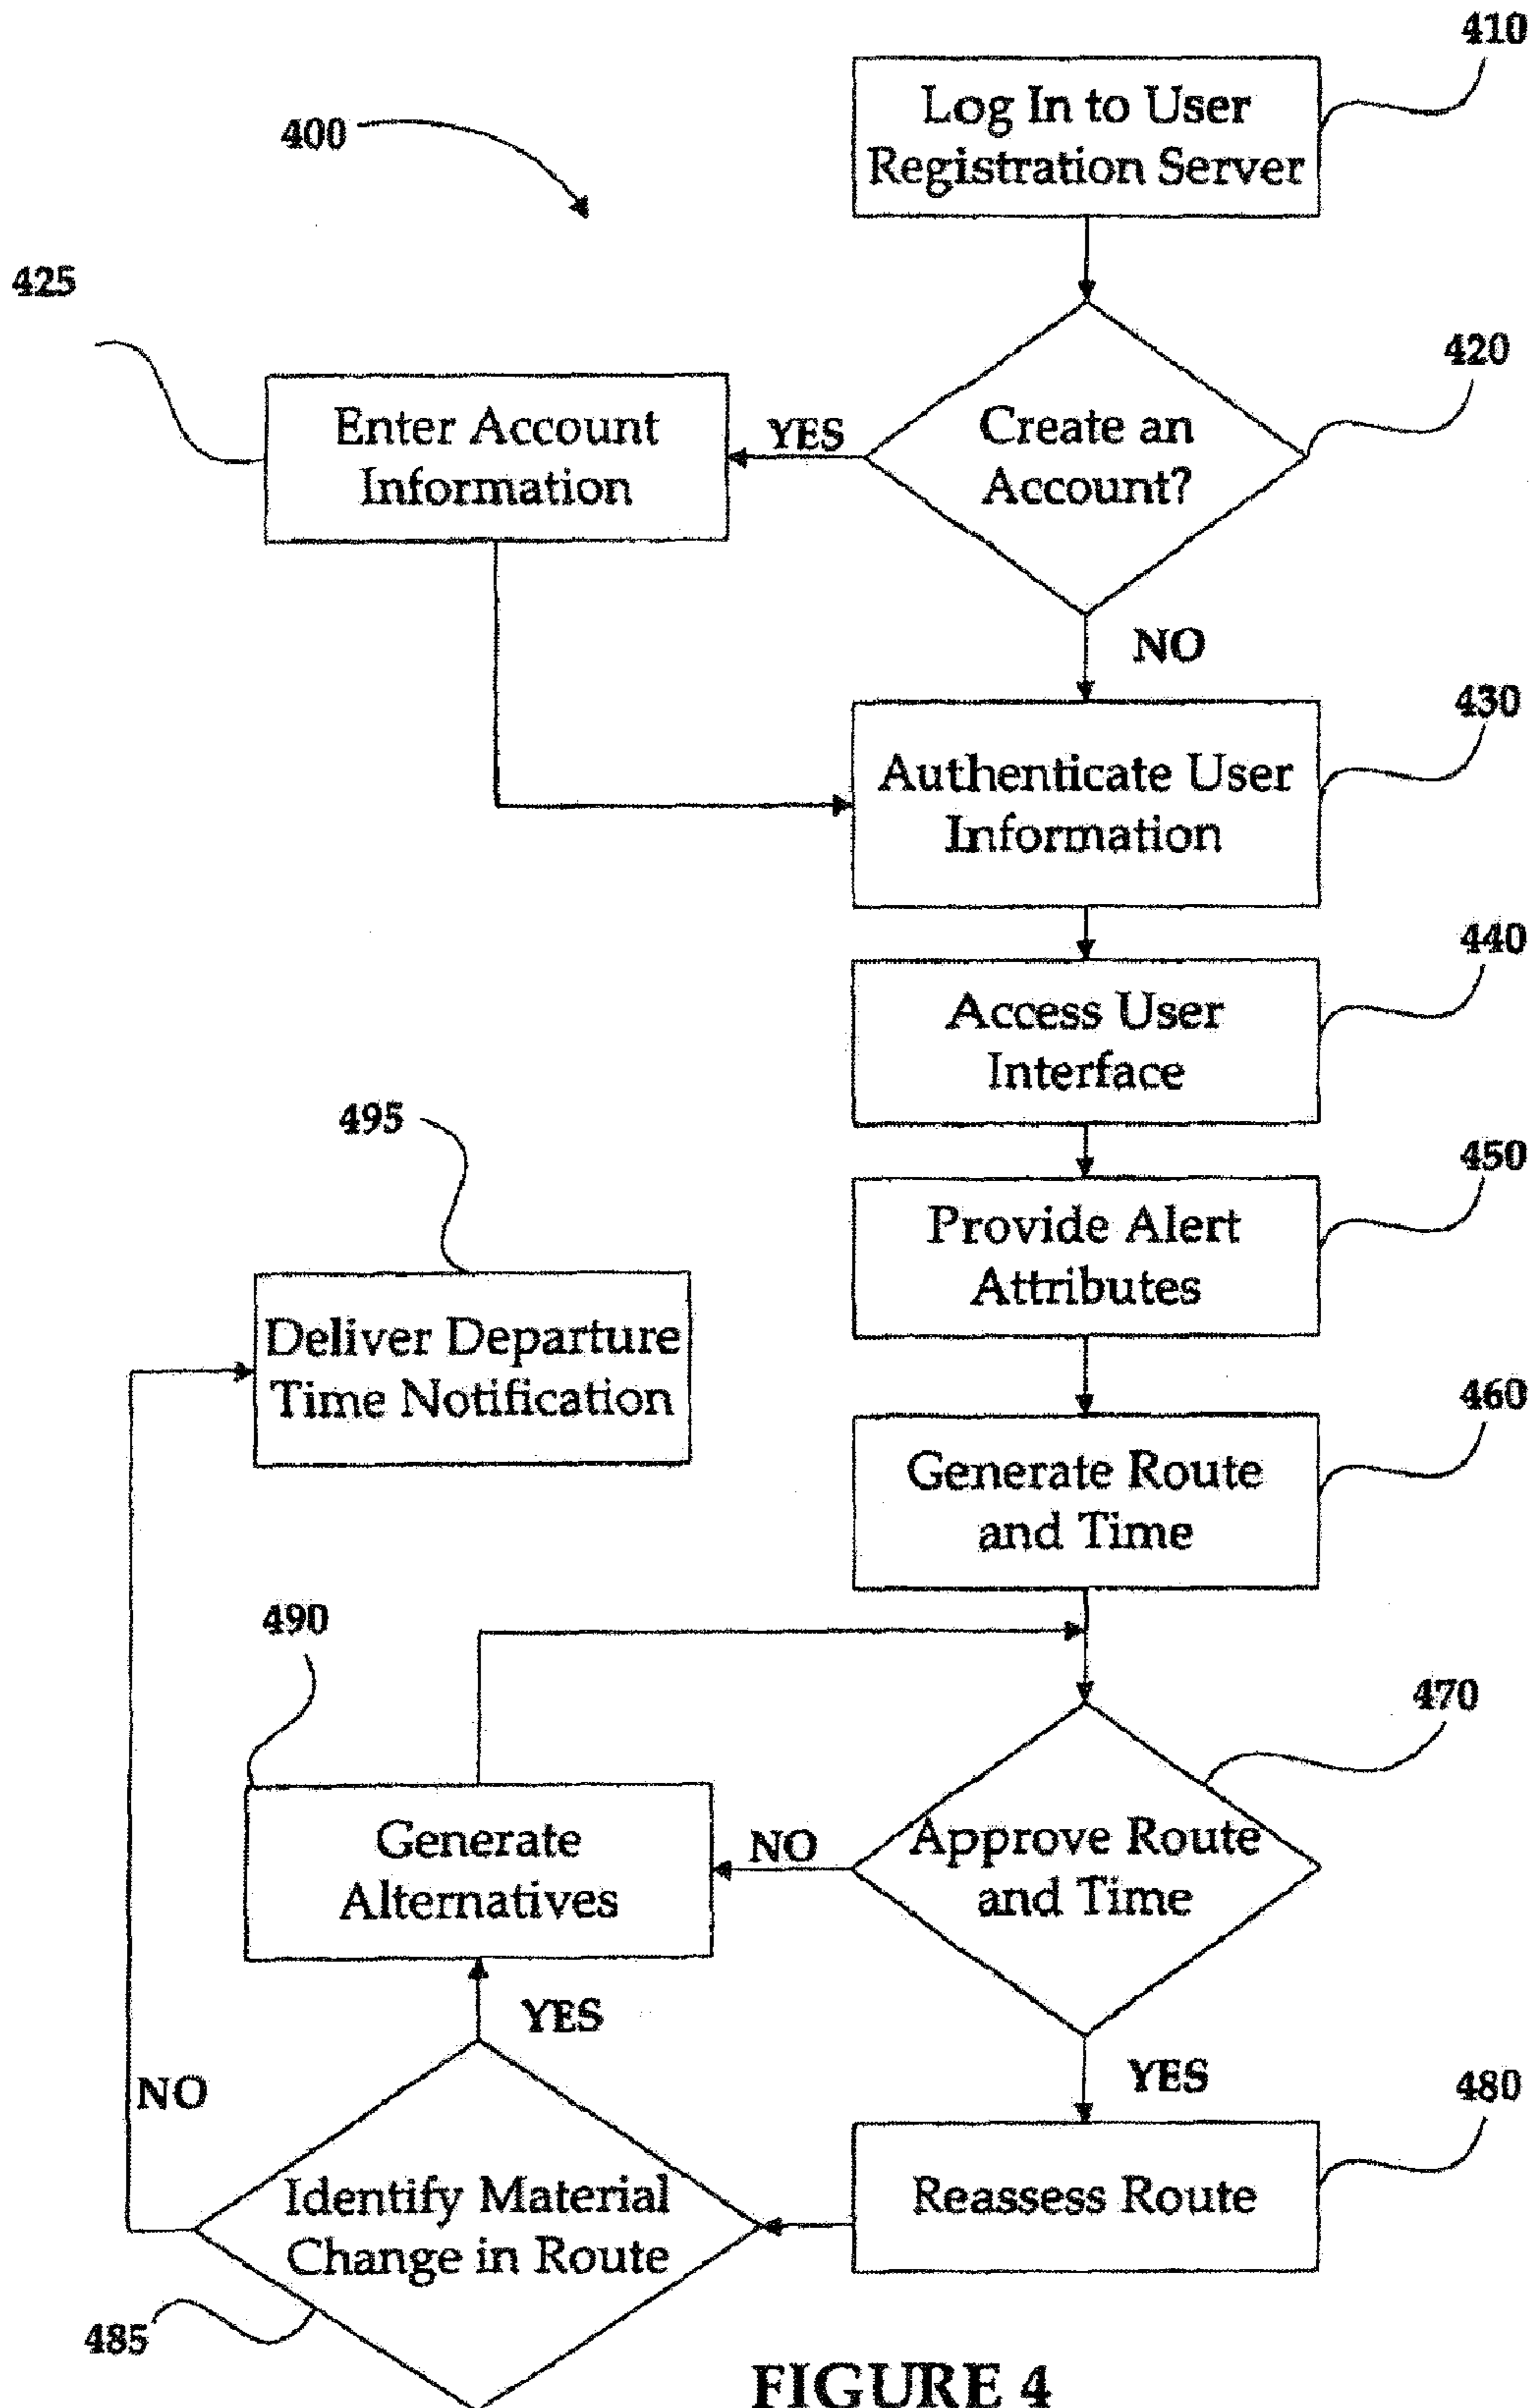 410
Log In to User
Registration Server
400
425
420
Enter Account
Information
YES
Create an
Account?
NO
430
Authenticate User
Information
440
Access User
Interface
495
450
Provide Alert
Attributes
Deliver Departure
Time Notification
460
Generate Route
and Time
490
470
Generate
Alternatives
NO
Approve Route
and Time
YES
YES
NO
480
Identify Material
Change in Route
Reassess Route
485
FIGURE 4